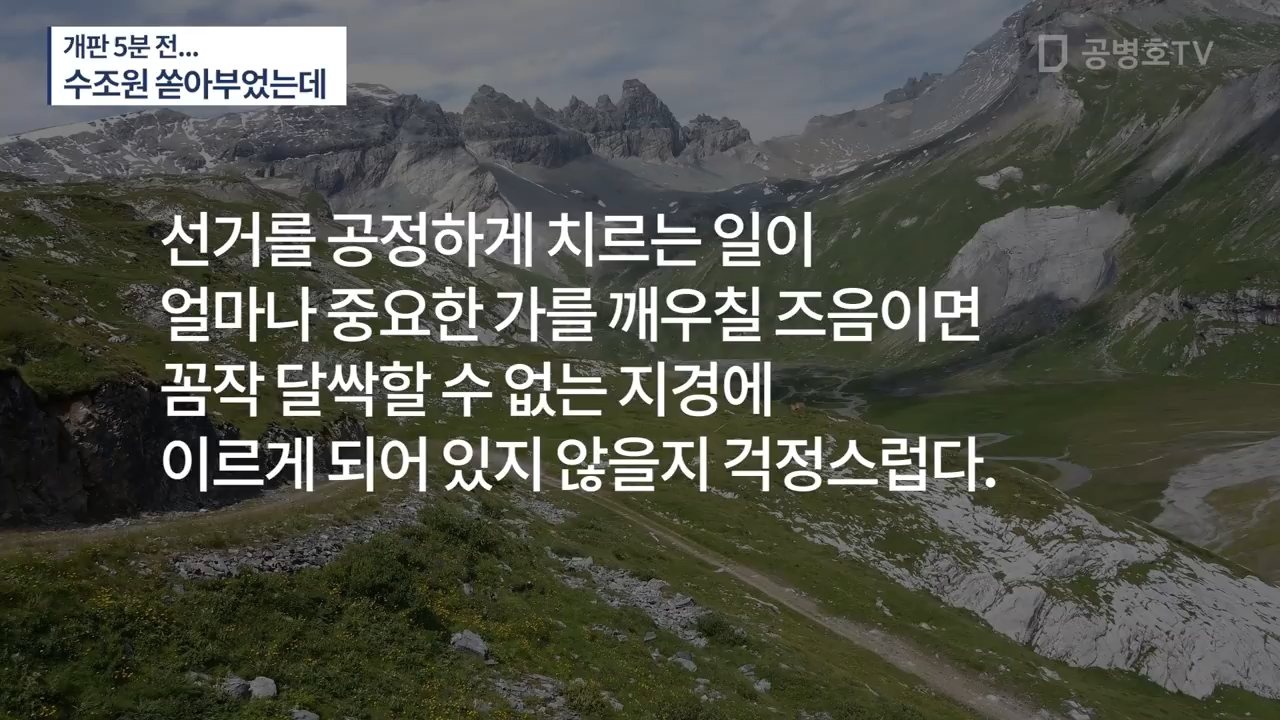 개판 5분 전...
수조원 쏟아부었는데
공병호TV
선거를 공정하게 치르는 일이
얼마나 중요한 가를 깨우칠 즈음이면
꼼작 달싹할 수 없는 지경에
이르게 되어 있지 않을지 걱정스럽다.